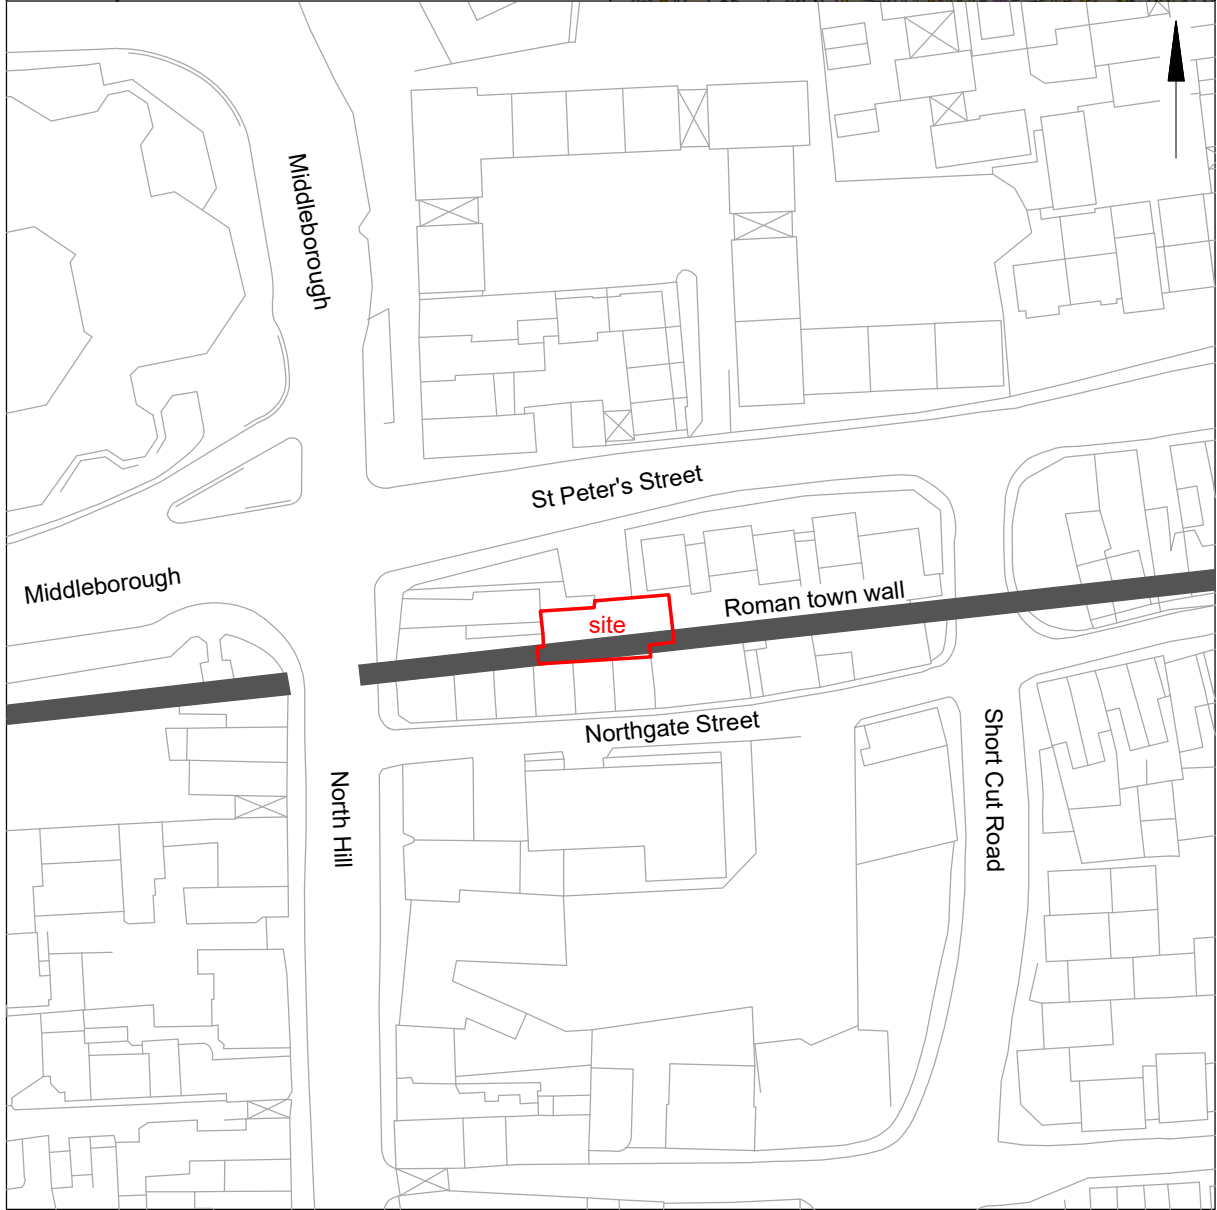 Middleborough
St Peter's Street
Middleborough
Roman town wall
site
Northgate Street
North Hill
Short Cut Road